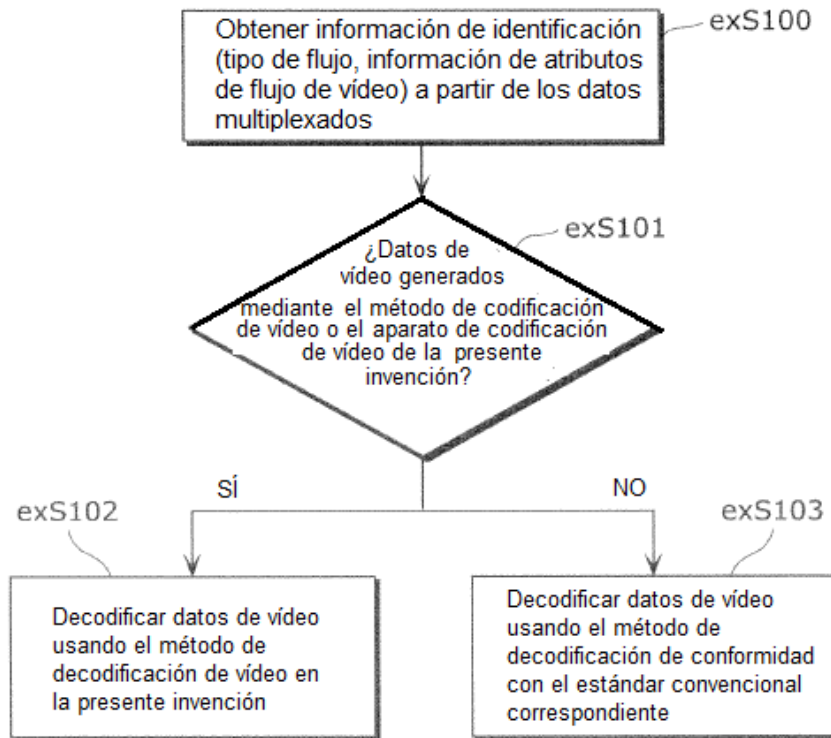 exS100
Obtener información de identificación
(tipo de flujo, información de atributos
de flujo de vídeo) a partir de los datos
multiplexados
exS101
¿Datos de
vídeo generados
mediante el método de codificación
de vídeo o el aparato de codificación
de vídeo de la presente
invención?
SÍ
NO
exS102
exS103
Decodificar datos de vídeo
usando el método de
decodificación de vídeo en
la presente invención
Decodificar datos de vídeo
usando el método de
decodificación de conformidad
con el estándar convencional
correspondiente